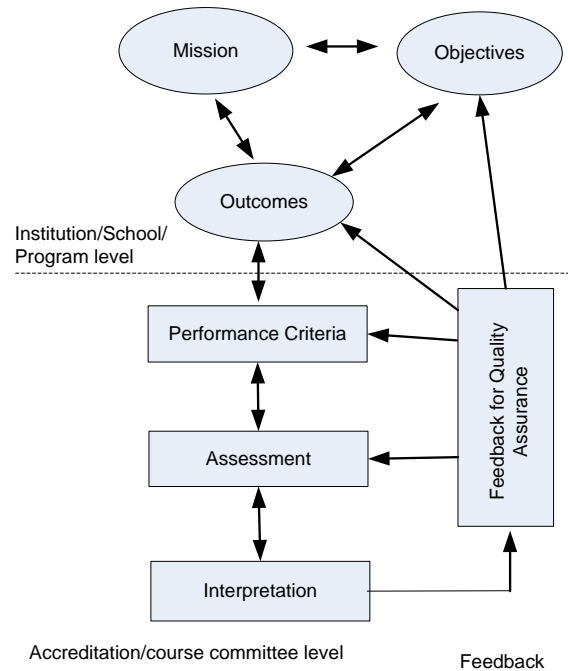 Mission
Objectives
Outcomes
Institution/School/
Program level
Performance Criteria
Feedback for Quality
Assurance
Assessment
Interpretation
Accreditation/course committee level
Feedback